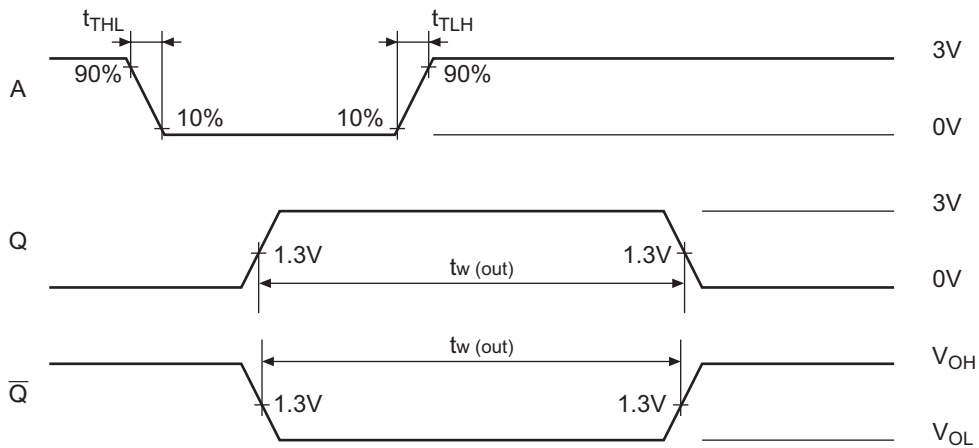 tTHL tTLH
3V
90% 90%
A
10% 10%
0V
3V
Q
1.3V 1.3V
tw (out)
0V
tw (out)
VOH
Q̅
1.3V 1.3V
VOL